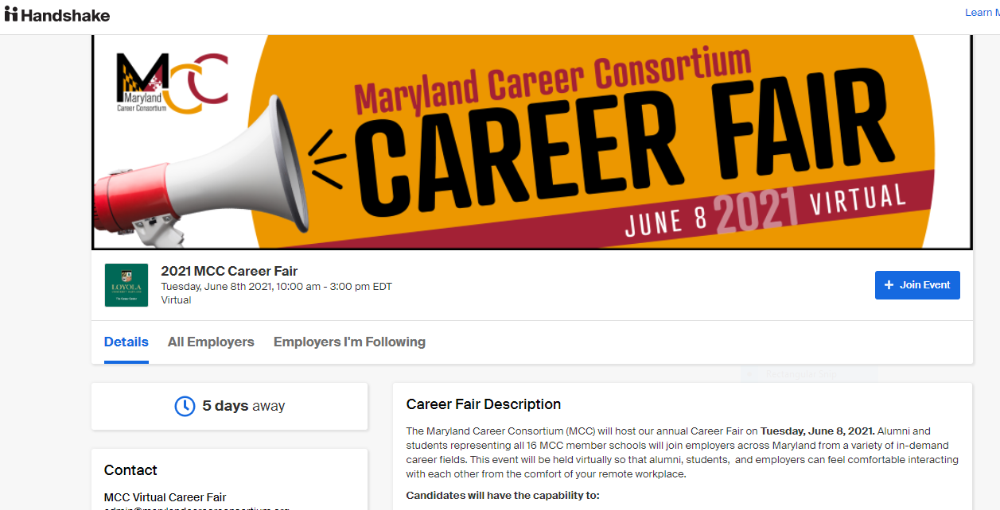 Handshake
Learn M
MCC
Maryland
Career Consortium
Maryland Career Consortium
CAREER FAIR
JUNE 8 2021 VIRTUAL
LOYOLA
2021 MCC Career Fair
Tuesday, June 8th 2021, 10:00 am - 3:00 pm EDT
Virtual
+ Join Event
Details All Employers Employers I'm Following
Rectangular Snip
5 days away
Career Fair Description
The Maryland Career Consortium (MCC) will host our annual Career Fair on Tuesday, June 8, 2021. Alumni and
students representing all 16 MCC member schools will join employers across Maryland from a variety of in-demand
career fields. This event will be held virtually so that alumni, students, and employers can feel comfortable interacting
with each other from the comfort of your remote workplace.
Candidates will have the capability to:
Contact
MCC Virtual Career Fair